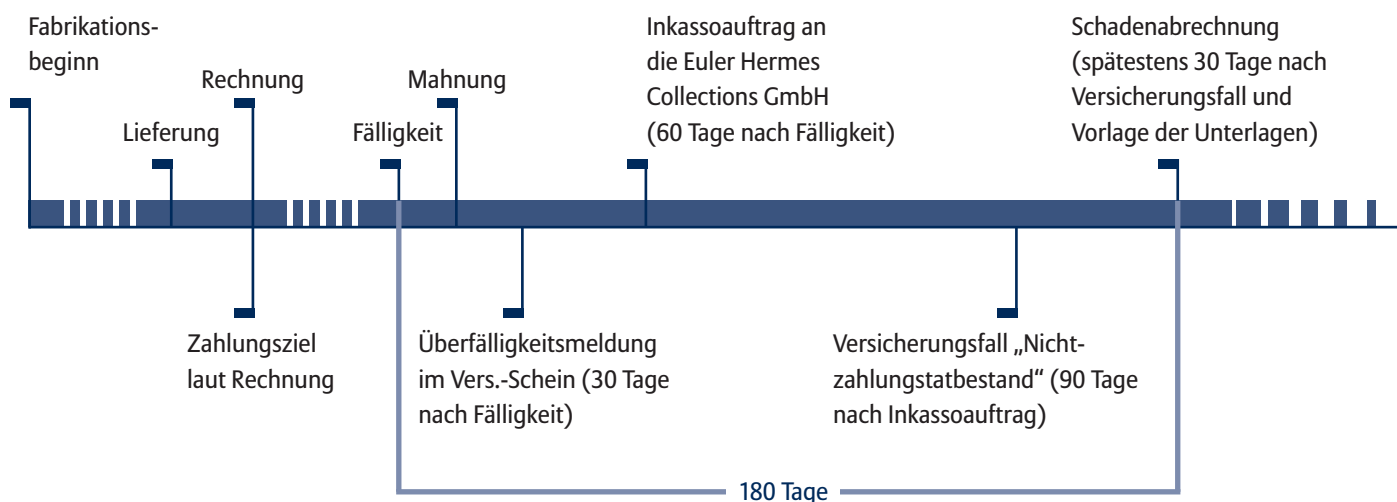 Fabrikations-
beginn
Lieferung
Rechnung
Fälligkeit
Mahnung
Inkassoauftrag an
die Euler Hermes
Collections GmbH
(60 Tage nach Fälligkeit)
Schadenabrechnung
(spätestens 30 Tage nach
Versicherungsfall und
Vorlage der Unterlagen)
Zahlungsziel
laut Rechnung
Überfälligkeitsmeldung
im Vers.-Schein (30 Tage
nach Fälligkeit)
Versicherungsfall „Nicht-
zahlungstatbestand“ (90 Tage
nach Inkassoauftrag)
180 Tage